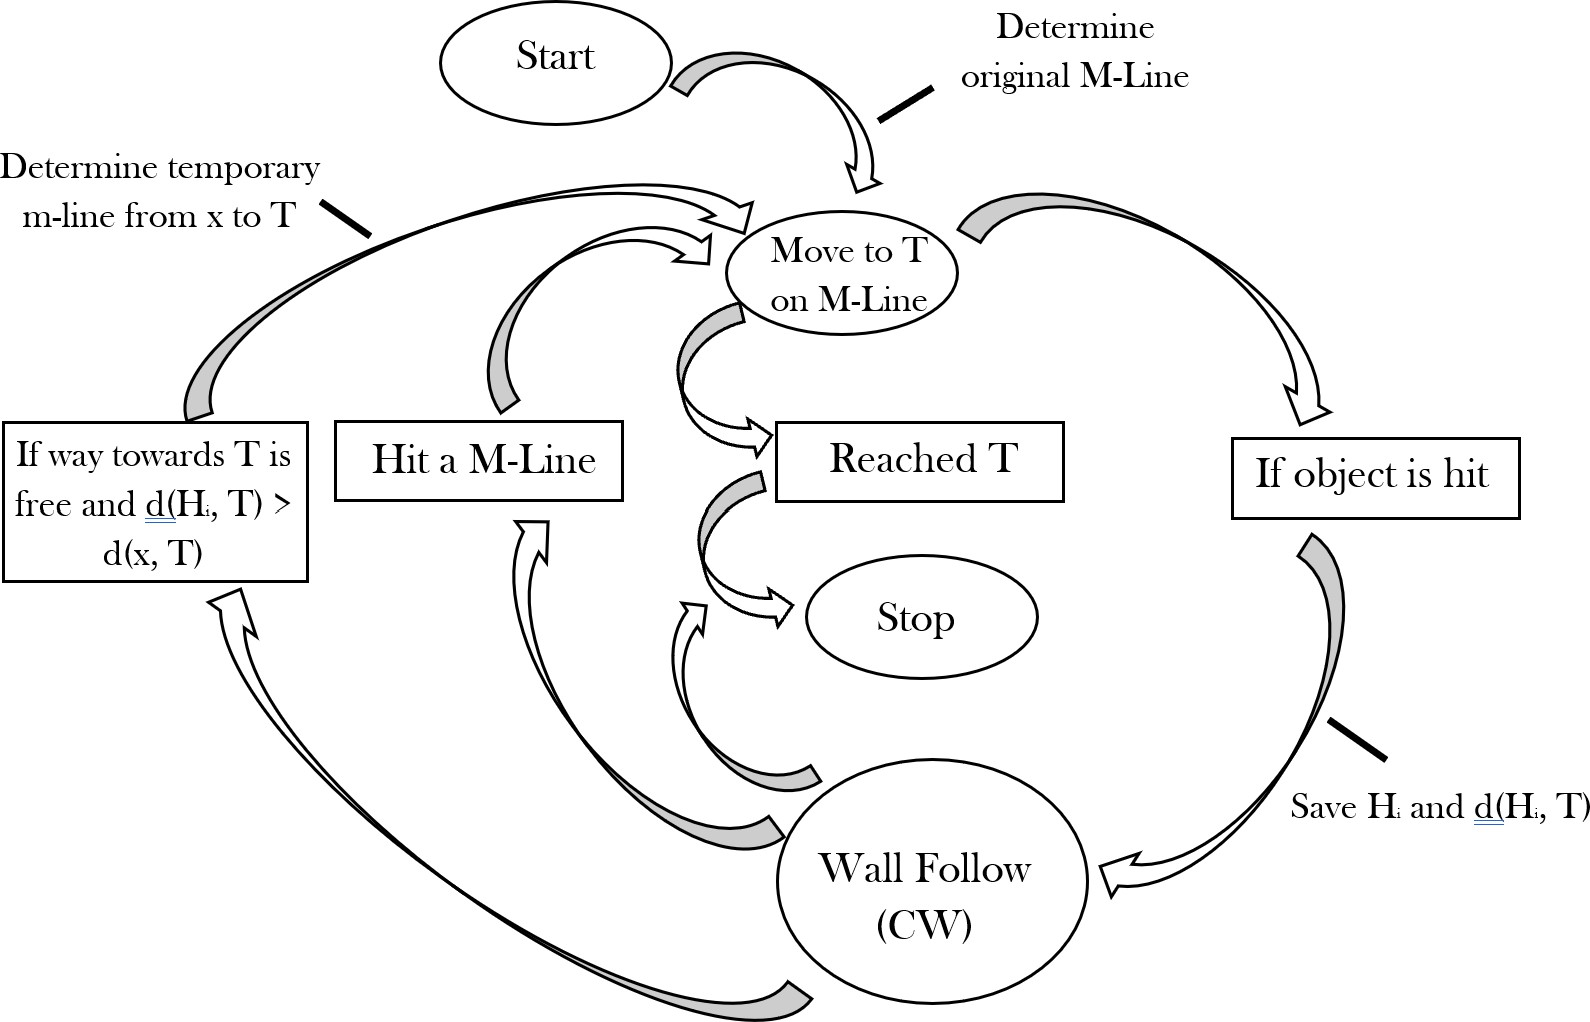 Start
Determine
original M-Line
Determine temporary
m-line from x to T
Move to T
on M-Line
If way towards T is
free and d(Hᵢ, T) >
d(x, T)
Hit a M-Line
Reached T
If object is hit
Stop
Save Hᵢ and d(Hᵢ, T)
Wall Follow
(CW)